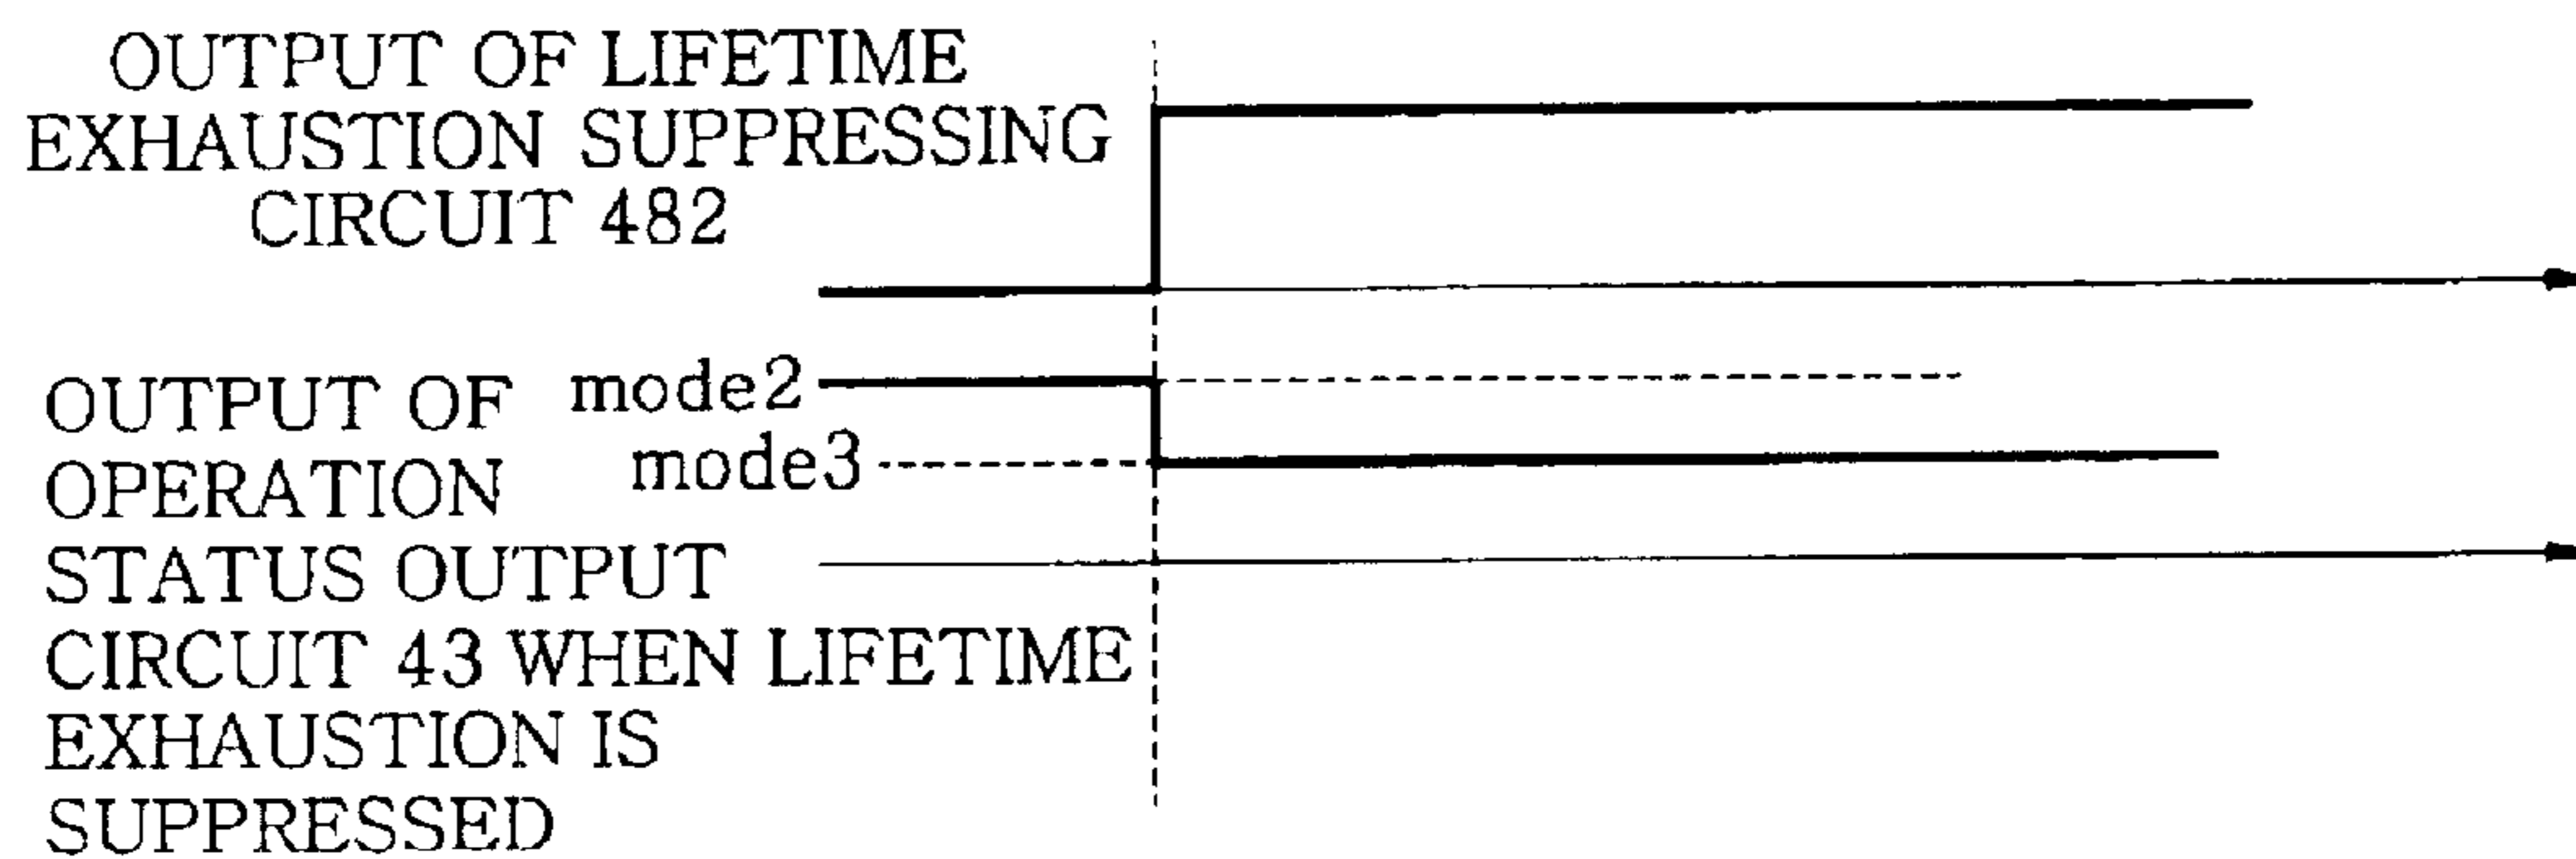 OUTPUT OF LIFETIME
EXHAUSTION SUPPRESSING
CIRCUIT 482
OUTPUT OF mode2
OPERATION mode3
STATUS OUTPUT
CIRCUIT 43 WHEN LIFETIME
EXHAUSTION IS
SUPPRESSED